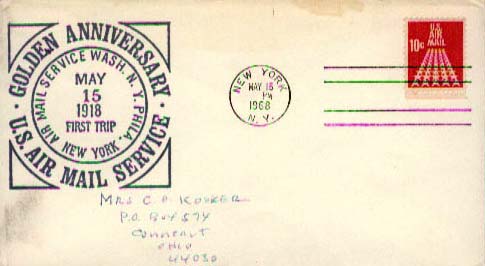 GOLDEN ANNIVERSARY
AIR MAIL SERVICE WASH. N.Y. PHILA.
MAY
15
1918
FIRST TRIP
NEW YORK
U.S. AIR MAIL SERVICE
NEW YORK
MAY 15
PM
1968
N.Y.
U.S.
AIR
MAIL
10c
MRS C. A. KOOKER
P.O. BOX 574
CONNEAUT
OHIO
44030